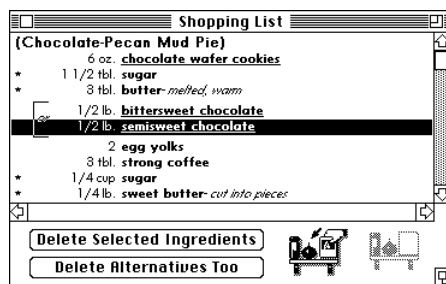 Shopping List
(Chocolate-Pecan Mud Pie)
6 oz. chocolate wafer cookies
* 1 1/2 tbl. sugar
* 3 tbl. butter- melted, warm
or 1/2 lb. bittersweet chocolate
1/2 lb. semisweet chocolate
2 egg yolks
3 tbl. strong coffee
* 1/4 cup sugar
* 1/4 lb. sweet butter- cut into pieces
Delete Selected Ingredients
Delete Alternatives Too